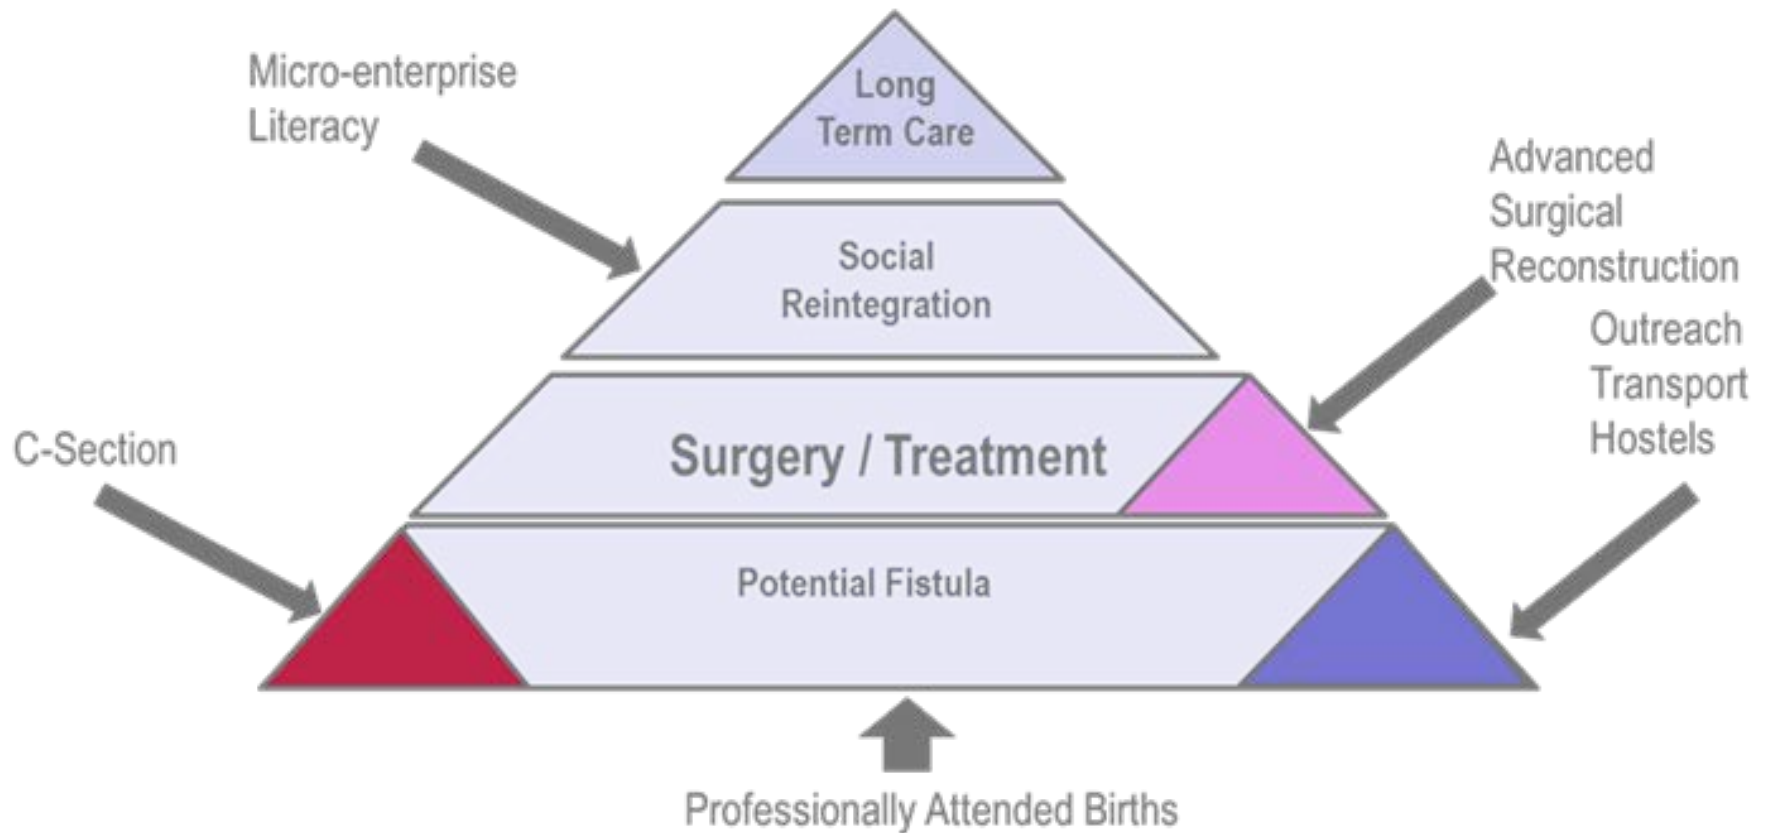 Long
Term Care
Micro-enterprise
Literacy
Social
Reintegration
Advanced
Surgical
Reconstruction
Outreach
Transport
Hostels
Surgery / Treatment
C-Section
Potential Fistula
Professionally Attended Births